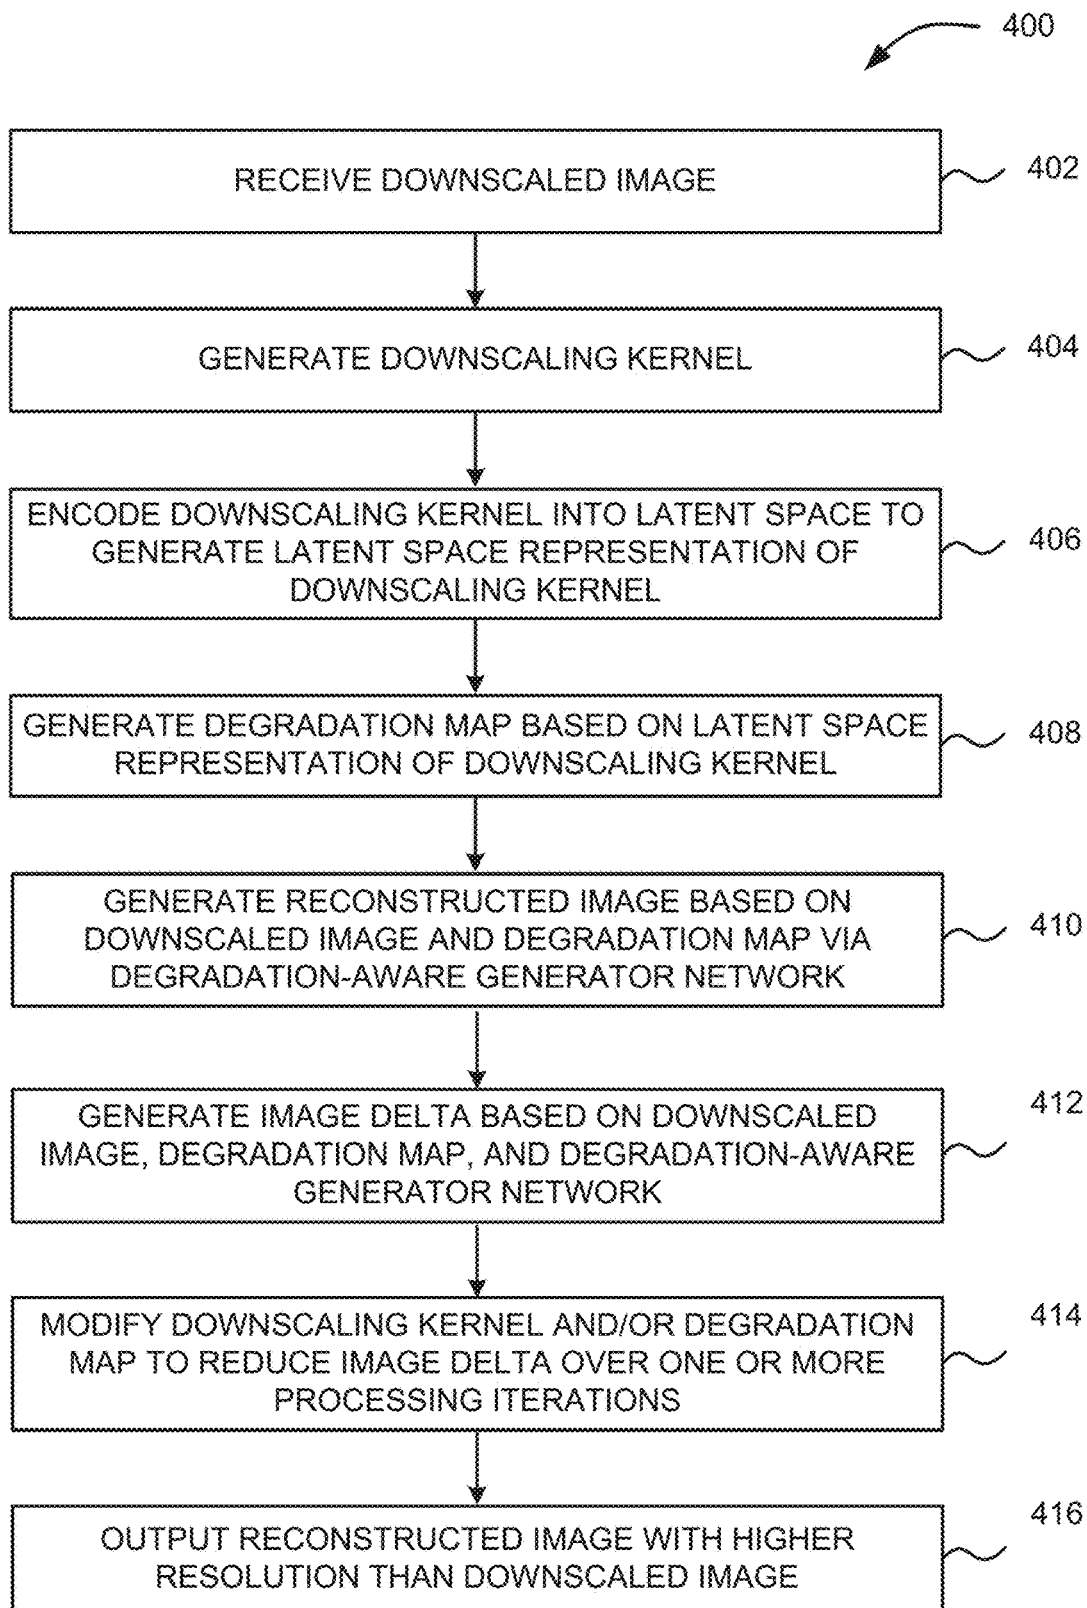 400
RECEIVE DOWNSCALED IMAGE
402
GENERATE DOWNSCALING KERNEL
404
ENCODE DOWNSCALING KERNEL INTO LATENT SPACE TO
GENERATE LATENT SPACE REPRESENTATION OF
DOWNSCALING KERNEL
406
GENERATE DEGRADATION MAP BASED ON LATENT SPACE
REPRESENTATION OF DOWNSCALING KERNEL
408
GENERATE RECONSTRUCTED IMAGE BASED ON
DOWNSCALED IMAGE AND DEGRADATION MAP VIA
DEGRADATION-AWARE GENERATOR NETWORK
410
GENERATE IMAGE DELTA BASED ON DOWNSCALED
IMAGE, DEGRADATION MAP, AND DEGRADATION-AWARE
GENERATOR NETWORK
412
MODIFY DOWNSCALING KERNEL AND/OR DEGRADATION
MAP TO REDUCE IMAGE DELTA OVER ONE OR MORE
PROCESSING ITERATIONS
414
OUTPUT RECONSTRUCTED IMAGE WITH HIGHER
RESOLUTION THAN DOWNSCALED IMAGE
416